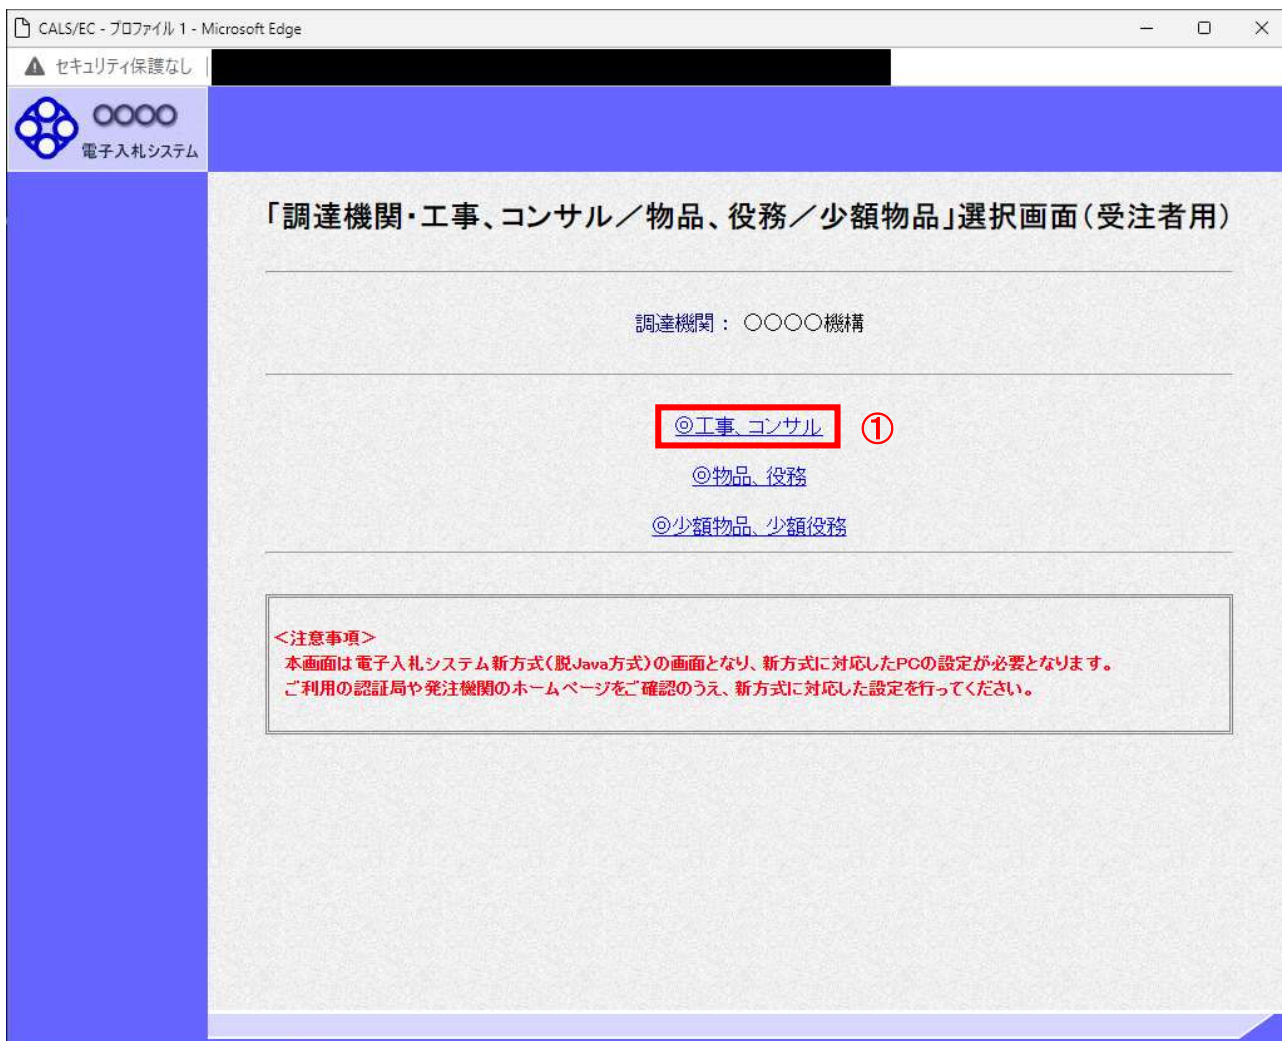 CALS/EC - プロファイル 1 - Microsoft Edge
セキュリティ保護なし
○○○○
電子入札システム
「調達機関・工事、コンサル／物品、役務／少額物品」選択画面（受注者用）
調達機関： ○○○○機構
◎工事、コンサル ①
◎物品、役務
◎少額物品、少額役務
＜注意事項＞
本画面は電子入札システム新方式（脱Java方式）の画面となり、新方式に対応したPCの設定が必要となります。
ご利用の認証局や発注機関のホームページをご確認のうえ、新方式に対応した設定を行ってください。